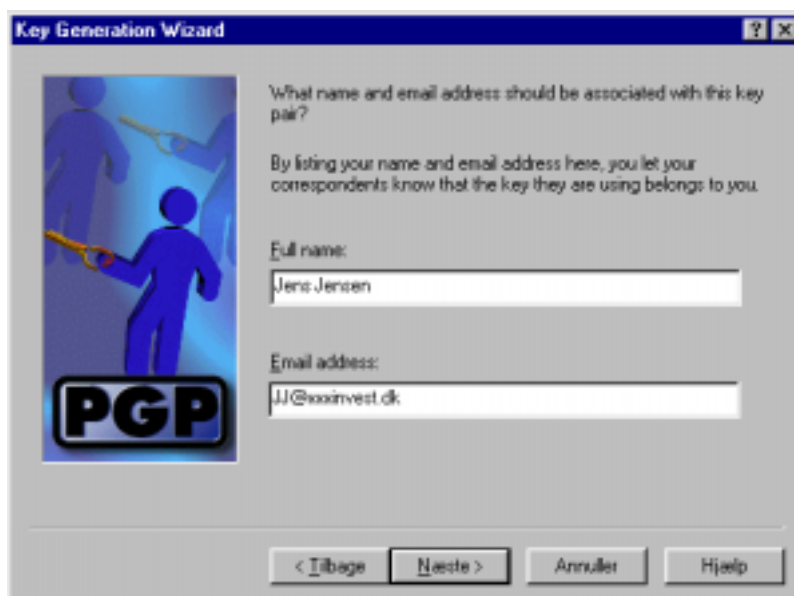 Key Generation Wizard
What name and email address should be associated with this key
pair?
By listing your name and email address here, you let your
correspondents know that the key they are using belongs to you.
Full name:
Jens Jensen
Email address:
JJ@xxxinvest.dk
PGP
< Tilbage
Næste >
Annuller
Hjælp